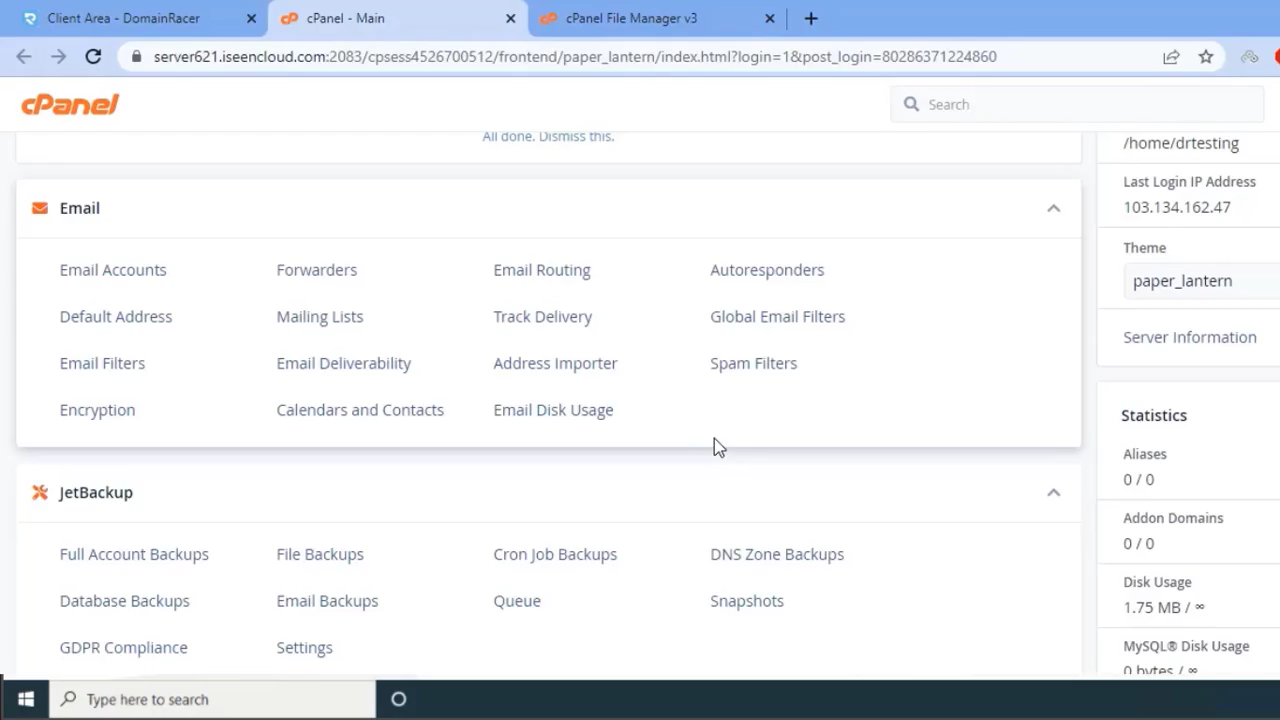 Client Area - DomainRacer
cPanel - Main
cPanel File Manager v3
server621.iseencloud.com:2083/cpsess4526700512/frontend/paper_lantern/index.html?login=1&post_login=80286371224860
cPanel
Search
All done. Dismiss this.
/home/drtesting
Last Login IP Address
103.134.162.47
Theme
paper_lantern
Server Information
Email
Email Accounts
Forwarders
Email Routing
Autoresponders
Default Address
Mailing Lists
Track Delivery
Global Email Filters
Email Filters
Email Deliverability
Address Importer
Spam Filters
Encryption
Calendars and Contacts
Email Disk Usage
Statistics
Aliases
0 / 0
Addon Domains
0 / 0
Disk Usage
1.75 MB / ∞
MySQL® Disk Usage
0 bytes / ∞
JetBackup
Full Account Backups
File Backups
Cron Job Backups
DNS Zone Backups
Database Backups
Email Backups
Queue
Snapshots
GDPR Compliance
Settings
Type here to search